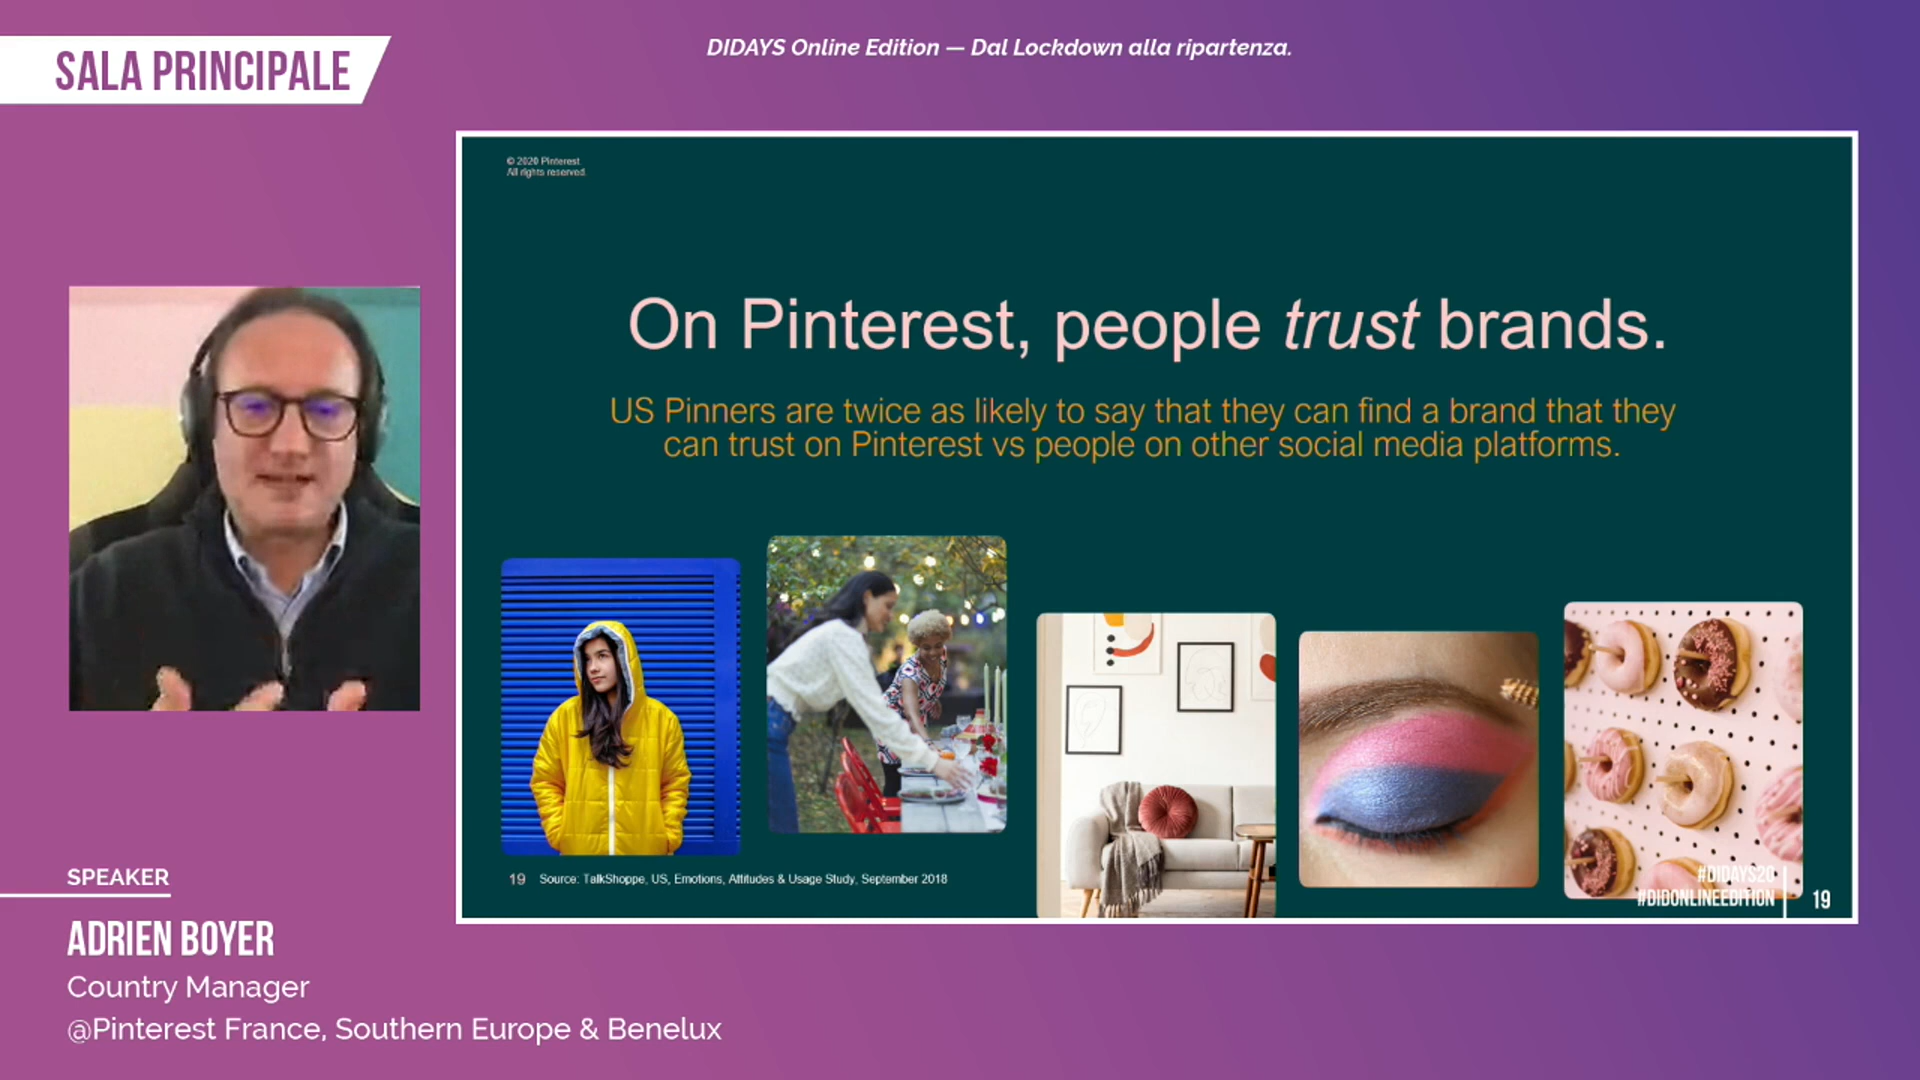 SALA PRINCIPALE
DIDAYS Online Edition — Dal Lockdown alla ripartenza.
© 2020 Pinterest
All rights reserved.
On Pinterest, people trust brands.
US Pinners are twice as likely to say that they can find a brand that they
can trust on Pinterest vs people on other social media platforms.
19 Source: TalkShoppe, US, Emotions, Attitudes & Usage Study, September 2018
#DIDAYS20
#DIDONLINEEDITION
19
SPEAKER
ADRIEN BOYER
Country Manager
@Pinterest France, Southern Europe & Benelux